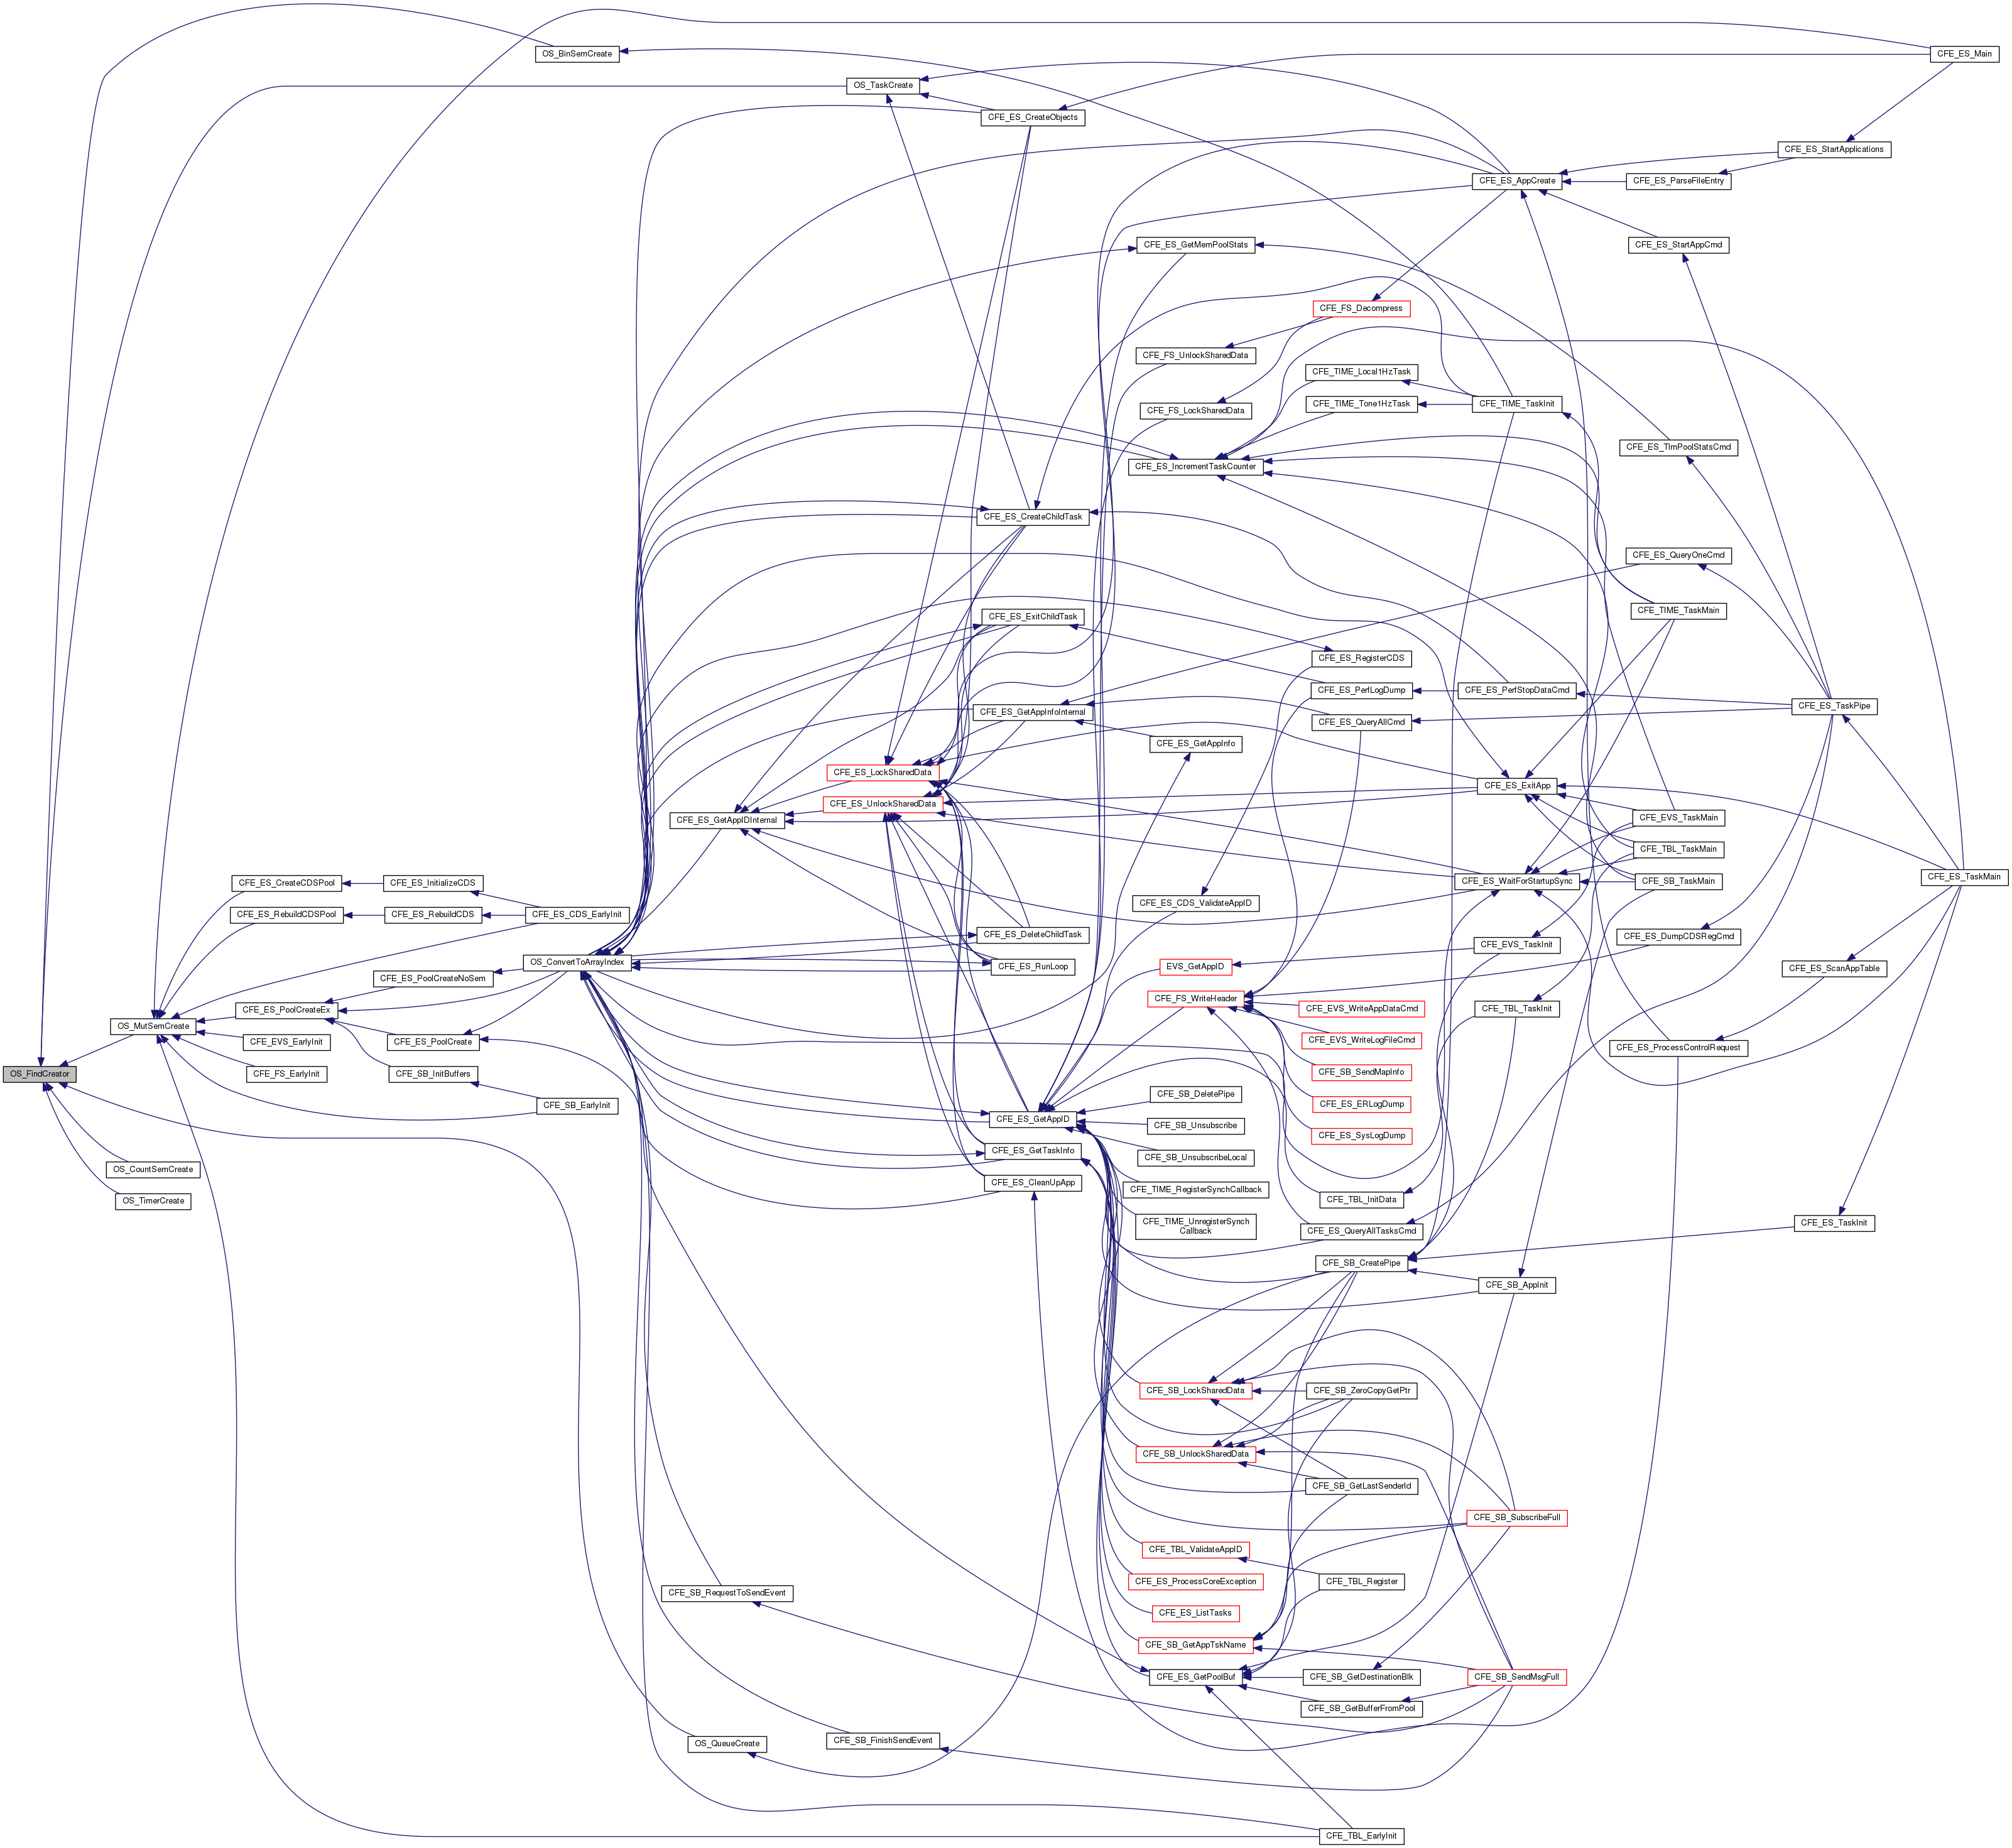 OS_BinSemCreate
CFE_ES_Main
OS_TaskCreate
CFE_ES_CreateObjects
CFE_ES_StartApplications
CFE_ES_AppCreate
CFE_ES_ParseFileEntry
CFE_ES_GetMemPoolStats
CFE_ES_StartAppCmd
CFE_FS_Decompress
CFE_FS_UnlockSharedData
CFE_TIME_Local1HzTask
CFE_TIME_Tone1HzTask
CFE_TIME_TaskInit
CFE_FS_LockSharedData
CFE_ES_TlmPoolStatsCmd
CFE_ES_IncrementTaskCounter
CFE_ES_CreateChildTask
CFE_ES_QueryOneCmd
CFE_TIME_TaskMain
CFE_ES_ExitChildTask
CFE_ES_RegisterCDS
CFE_ES_PerfLogDump
CFE_ES_PerfStopDataCmd
CFE_ES_TaskPipe
CFE_ES_GetAppInfoInternal
CFE_ES_QueryAllCmd
CFE_ES_GetAppInfo
CFE_ES_LockSharedData
CFE_ES_ExitApp
CFE_ES_UnlockSharedData
CFE_ES_GetAppIDInternal
CFE_EVS_TaskMain
CFE_TBL_TaskMain
CFE_ES_CreateCDSPool
CFE_ES_InitializeCDS
CFE_ES_WaitForStartupSync
CFE_SB_TaskMain
CFE_ES_TaskMain
CFE_ES_CDS_ValidateAppID
CFE_ES_RebuildCDSPool
CFE_ES_RebuildCDS
CFE_ES_CDS_EarlyInit
CFE_ES_DeleteChildTask
CFE_EVS_TaskInit
CFE_ES_DumpCDSRegCmd
OS_ConvertToArrayIndex
CFE_ES_RunLoop
EVS_GetAppID
CFE_ES_ScanAppTable
CFE_ES_PoolCreateNoSem
CFE_FS_WriteHeader
CFE_EVS_WriteAppDataCmd
CFE_TBL_TaskInit
CFE_ES_PoolCreateEx
OS_MutSemCreate
CFE_EVS_EarlyInit
CFE_ES_PoolCreate
CFE_EVS_WriteLogFileCmd
CFE_ES_ProcessControlRequest
OS_FindCreator
CFE_FS_EarlyInit
CFE_SB_InitBuffers
CFE_SB_SendMapInfo
CFE_SB_DeletePipe
CFE_SB_EarlyInit
CFE_ES_ERLogDump
CFE_ES_GetAppID
CFE_SB_Unsubscribe
CFE_ES_SysLogDump
CFE_ES_GetTaskInfo
CFE_SB_UnsubscribeLocal
OS_CountSemCreate
CFE_ES_CleanUpApp
CFE_TIME_RegisterSynchCallback
OS_TimerCreate
CFE_TBL_InitData
CFE_TIME_UnregisterSynch
Callback
CFE_ES_QueryAllTasksCmd
CFE_ES_TaskInit
CFE_SB_CreatePipe
CFE_SB_AppInit
CFE_SB_LockSharedData
CFE_SB_ZeroCopyGetPtr
CFE_SB_UnlockSharedData
CFE_SB_GetLastSenderId
CFE_SB_SubscribeFull
CFE_TBL_ValidateAppID
CFE_ES_ProcessCoreException
CFE_TBL_Register
CFE_SB_RequestToSendEvent
CFE_ES_ListTasks
CFE_SB_GetAppTskName
CFE_ES_GetPoolBuf
CFE_SB_GetDestinationBlk
CFE_SB_SendMsgFull
CFE_SB_GetBufferFromPool
CFE_SB_FinishSendEvent
OS_QueueCreate
CFE_TBL_EarlyInit